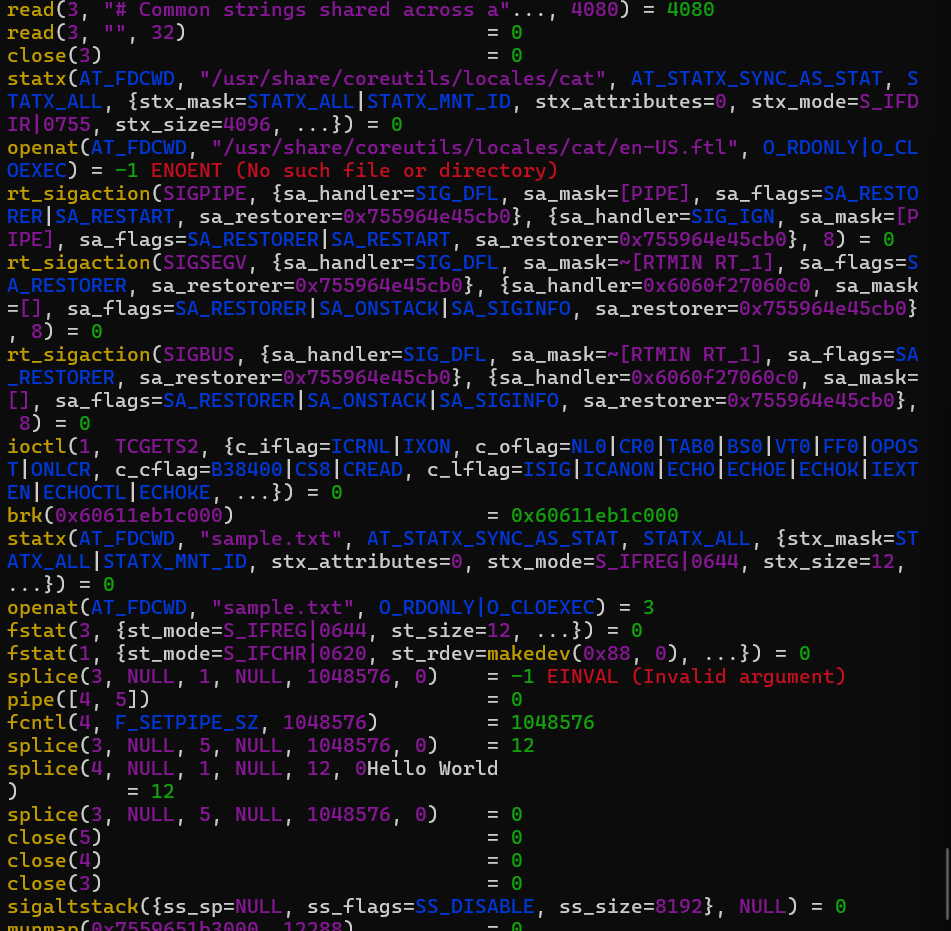 read(3, "# Common strings shared across a"..., 4080) = 4080
read(3, "", 32)                         = 0
close(3)                                = 0
statx(AT_FDCWD, "/usr/share/coreutils/locales/cat", AT_STATX_SYNC_AS_STAT, S
TATX_ALL, {stx_mask=STATX_ALL|STATX_MNT_ID, stx_attributes=0, stx_mode=S_IFD
IR|0755, stx_size=4096, ...}) = 0
openat(AT_FDCWD, "/usr/share/coreutils/locales/cat/en-US.ftl", O_RDONLY|O_CL
OEXEC) = -1 ENOENT (No such file or directory)
rt_sigaction(SIGPIPE, {sa_handler=SIG_DFL, sa_mask=[PIPE], sa_flags=SA_RESTO
RER|SA_RESTART, sa_restorer=0x755964e45cb0}, {sa_handler=SIG_IGN, sa_mask=[P
IPE], sa_flags=SA_RESTORER|SA_RESTART, sa_restorer=0x755964e45cb0}, 8) = 0
rt_sigaction(SIGSEGV, {sa_handler=SIG_DFL, sa_mask=~[RTMIN RT_1], sa_flags=S
A_RESTORER, sa_restorer=0x755964e45cb0}, {sa_handler=0x6060f27060c0, sa_mask
=[], sa_flags=SA_RESTORER|SA_ONSTACK|SA_SIGINFO, sa_restorer=0x755964e45cb0}
, 8) = 0
rt_sigaction(SIGBUS, {sa_handler=SIG_DFL, sa_mask=~[RTMIN RT_1], sa_flags=SA
_RESTORER, sa_restorer=0x755964e45cb0}, {sa_handler=0x6060f27060c0, sa_mask=
[], sa_flags=SA_RESTORER|SA_ONSTACK|SA_SIGINFO, sa_restorer=0x755964e45cb0},
 8) = 0
ioctl(1, TCGETS2, {c_iflag=ICRNL|IXON, c_oflag=NL0|CR0|TAB0|BS0|VT0|FF0|OPOS
T|ONLCR, c_cflag=B38400|CS8|CREAD, c_lflag=ISIG|ICANON|ECHO|ECHOE|ECHOK|IEXT
EN|ECHOCTL|ECHOKE, ...}) = 0
brk(0x60611eb1c000)                     = 0x60611eb1c000
statx(AT_FDCWD, "sample.txt", AT_STATX_SYNC_AS_STAT, STATX_ALL, {stx_mask=ST
ATX_ALL|STATX_MNT_ID, stx_attributes=0, stx_mode=S_IFREG|0644, stx_size=12,
...}) = 0
openat(AT_FDCWD, "sample.txt", O_RDONLY|O_CLOEXEC) = 3
fstat(3, {st_mode=S_IFREG|0644, st_size=12, ...}) = 0
fstat(1, {st_mode=S_IFCHR|0620, st_rdev=makedev(0x88, 0), ...}) = 0
splice(3, NULL, 1, NULL, 1048576, 0)    = -1 EINVAL (Invalid argument)
pipe([4, 5])                            = 0
fcntl(4, F_SETPIPE_SZ, 1048576)         = 1048576
splice(3, NULL, 5, NULL, 1048576, 0)    = 12
splice(4, NULL, 1, NULL, 12, 0Hello World
)         = 12
splice(3, NULL, 5, NULL, 1048576, 0)    = 0
close(5)                                = 0
close(4)                                = 0
close(3)                                = 0
sigaltstack({ss_sp=NULL, ss_flags=SS_DISABLE, ss_size=8192}, NULL) = 0
munmap(0x7559651b3000, 12288)           = 0